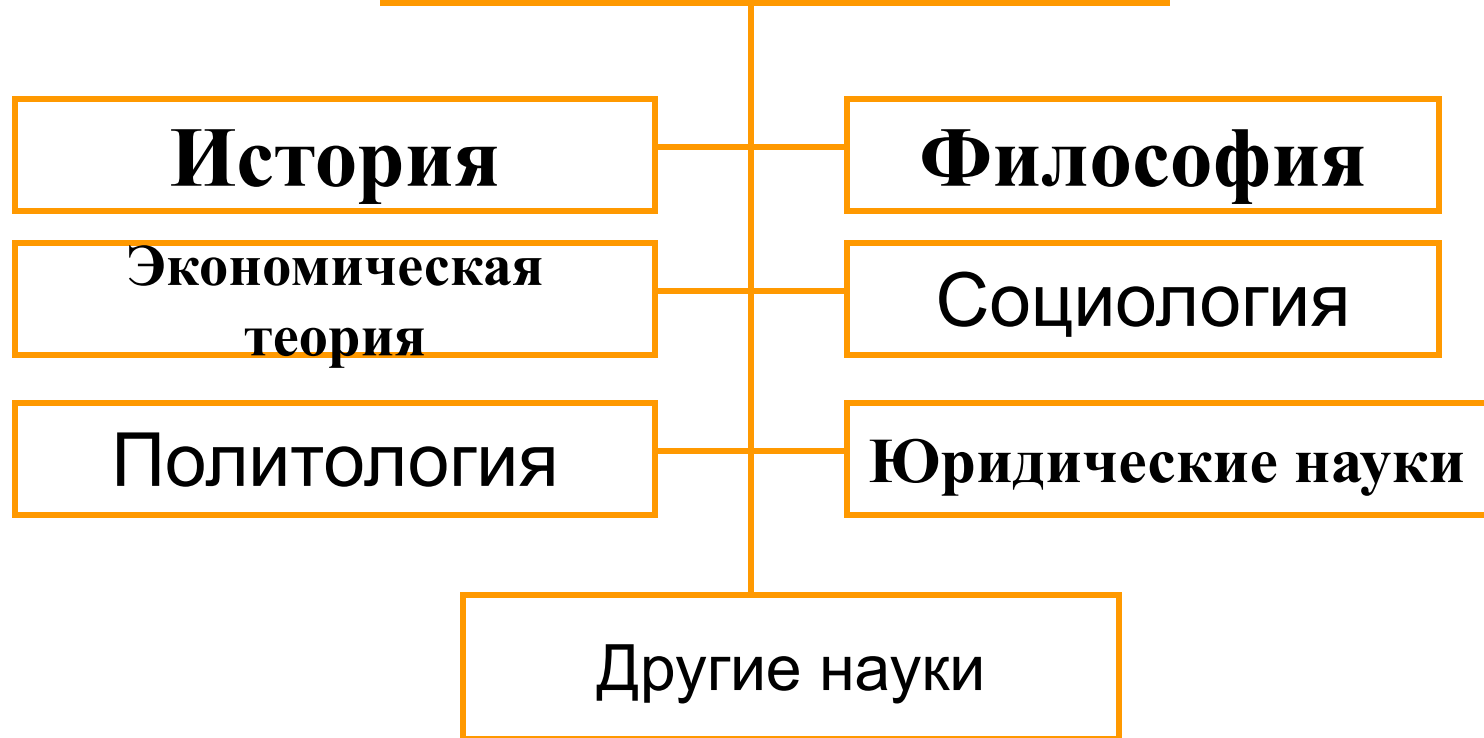 История
Философия
Экономическая
теория
Социология
Политология
Юридические науки
Другие науки